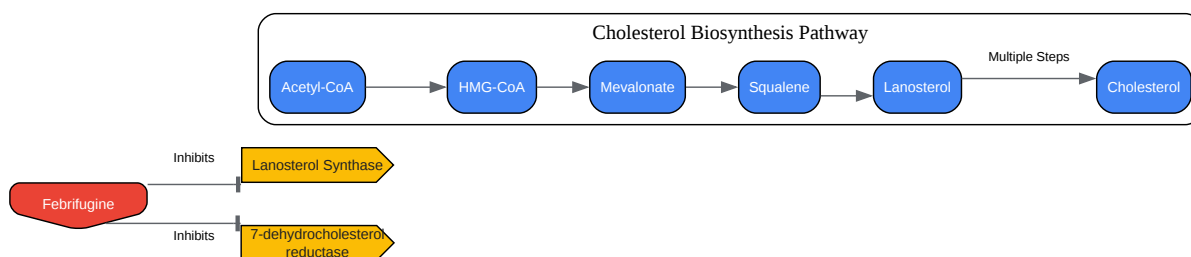 Cholesterol Biosynthesis Pathway
Acetyl-CoA
HMG-CoA
Mevalonate
Squalene
Lanosterol
Multiple Steps
Cholesterol
Inhibits
Lanosterol Synthase
Febrifugine
Inhibits
7-dehydrocholesterol
reductase